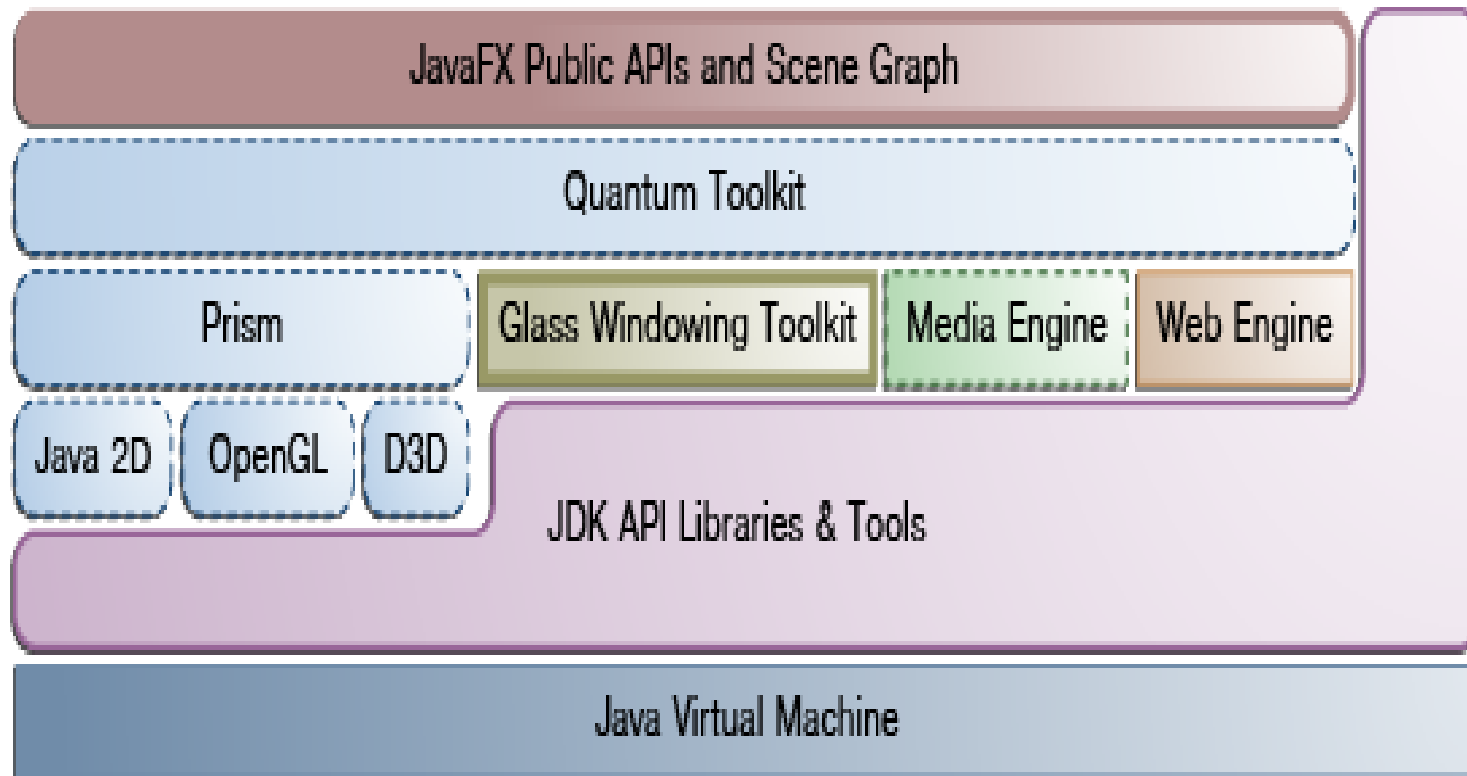 JavaFX Public APIs and Scene Graph
Quantum Toolkit
Prism
Glass Windowing Toolkit
Media Engine
Web Engine
Java 2D
OpenGL
D3D
JDK API Libraries & Tools
Java Virtual Machine